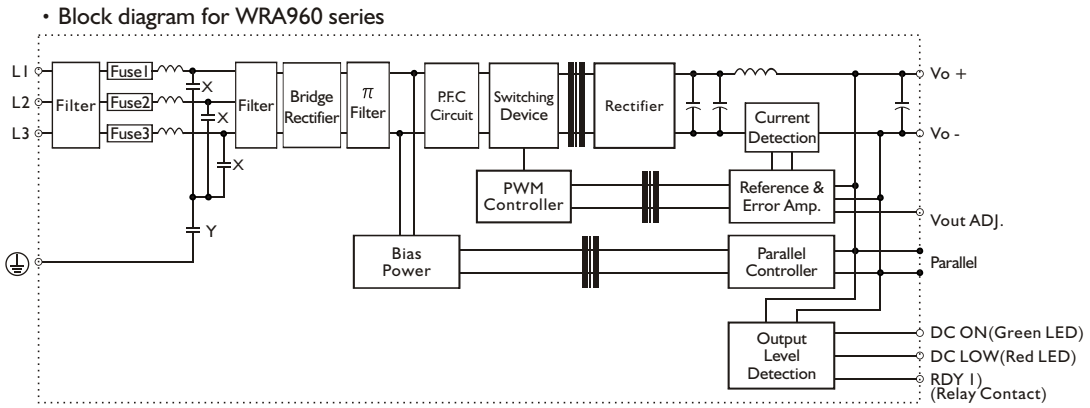 • Block diagram for WRA960 series
L1
L2
L3
Filter
Fuse1
Fuse2
Fuse3
X
X
X
Y
Filter
Bridge
Rectifier
π
Filter
P.F.C
Circuit
Switching
Device
Rectifier
Current
Detection
Vo +
Vo -
PWM
Controller
Reference &
Error Amp.
Vout ADJ.
Bias
Power
Parallel
Controller
Parallel
Output
Level
Detection
DC ON(Green LED)
DC LOW(Red LED)
RDY 1)
(Relay Contact)